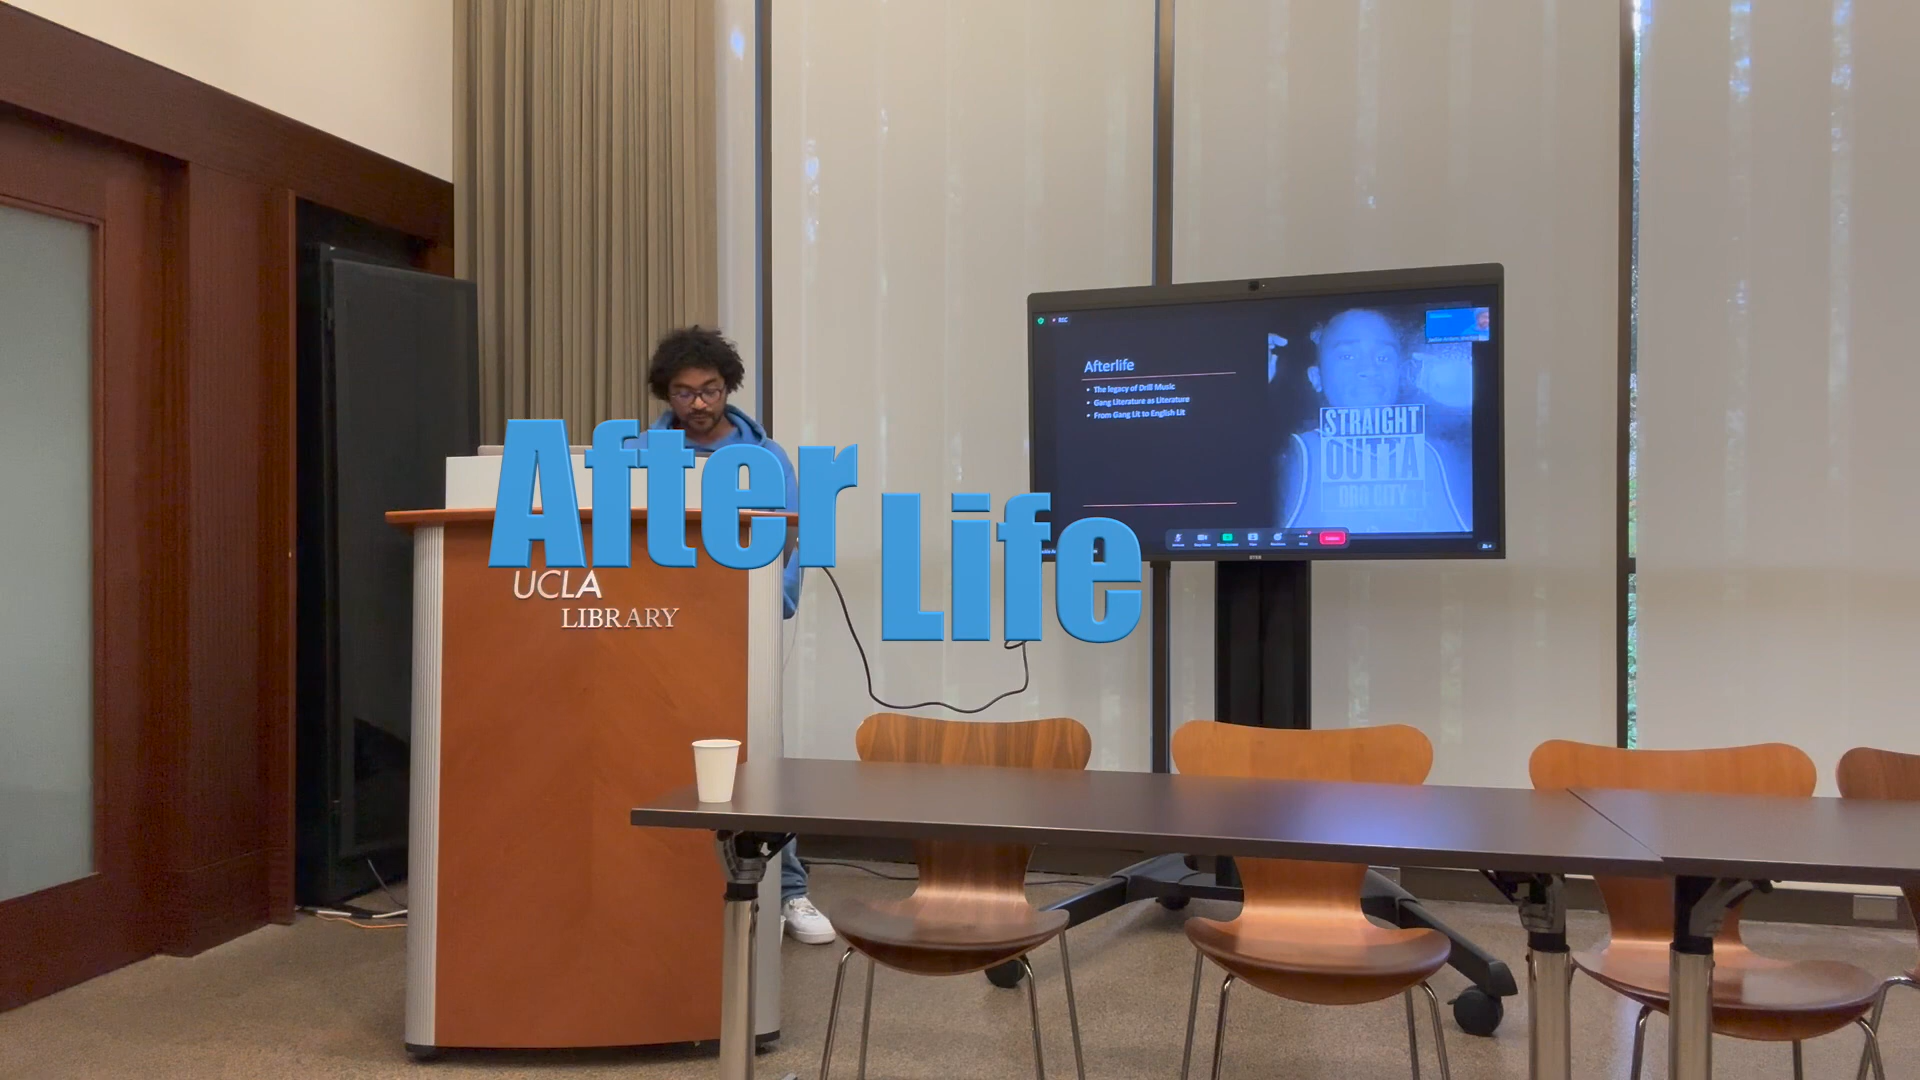 After
Life
UCLA
LIBRARY
REC
Afterlife
• The legacy of Drill Music
• Gang Literature as Literature
• From Gang Lit to English Lit
STRAIGHT
OUTTA
ORO CITY